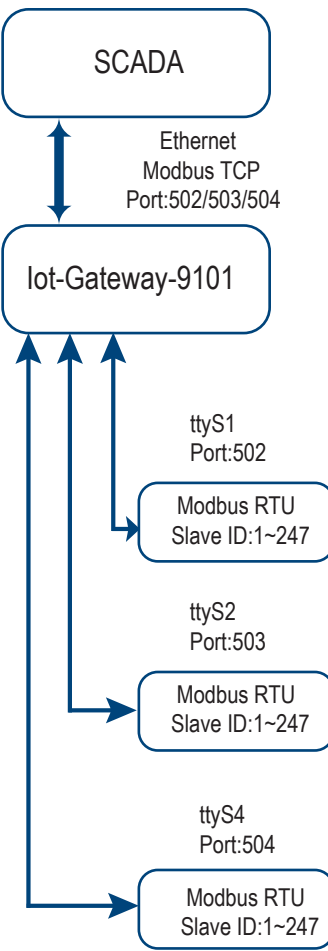 SCADA
Ethernet
Modbus TCP
Port:502/503/504
Iot-Gateway-9101
ttyS1
Port:502
Modbus RTU
Slave ID:1~247
ttyS2
Port:503
Modbus RTU
Slave ID:1~247
ttyS4
Port:504
Modbus RTU
Slave ID:1~247